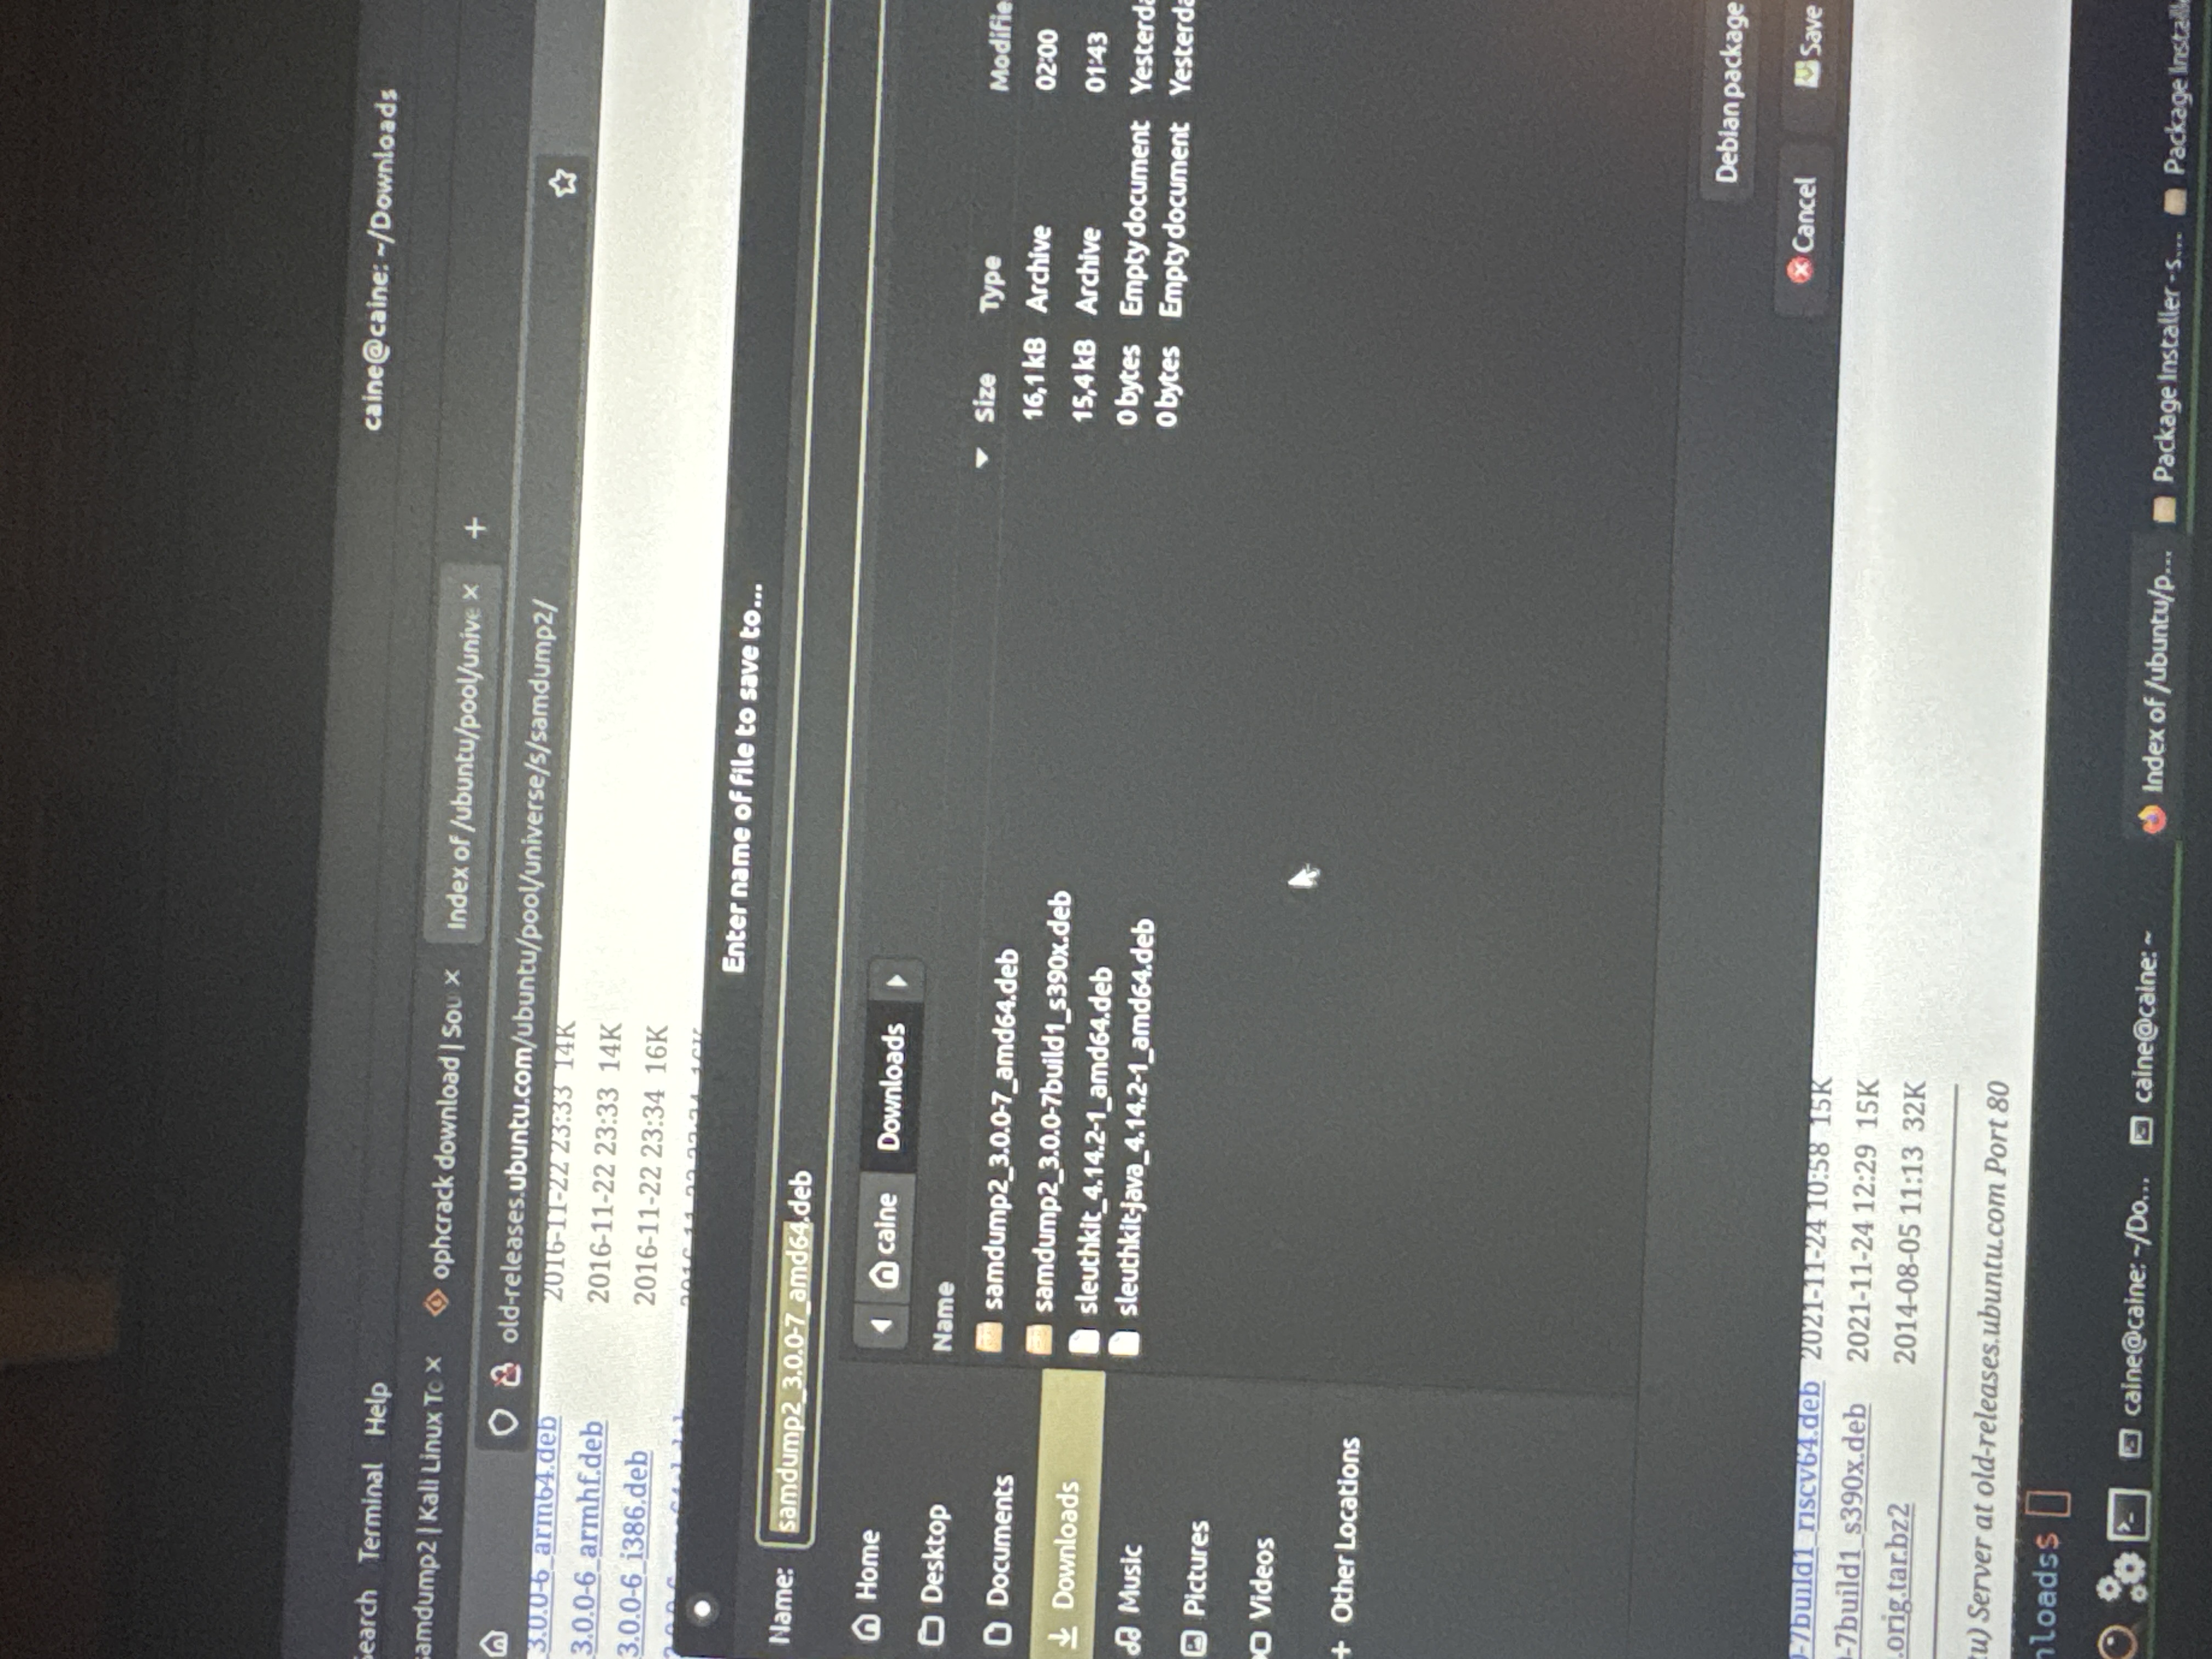 Search Terminal Help
caine@caine: ~/Downloads
samdump2 | Kali Linux To
ophcrack download | Sou
Index of /ubuntu/pool/unive
old-releases.ubuntu.com/ubuntu/pool/universe/s/samdump2/
3.0.0-6_arm64.deb 2016-11-22 23:33 14K
3.0.0-6_armhf.deb 2016-11-22 23:33 14K
3.0.0-6_i386.deb 2016-11-22 23:34 16K
Enter name of file to save to...
Name: samdump2_3.0.0-7_amd64.deb
Home
Desktop
Documents
Downloads
Music
Pictures
Videos
+ Other Locations
caine Downloads
Name Size Type Modifie
samdump2_3.0.0-7_amd64.deb 16,1 kB Archive 02:00
samdump2_3.0.0-7build1_s390x.deb 15,4 kB Archive 01:43
sleuthkit_4.14.2-1_amd64.deb 0 bytes Empty document Yesterda
sleuthkit-java_4.14.2-1_amd64.deb 0 bytes Empty document Yesterda
Debian package
Cancel Save
-7build1_riscv64.deb 2021-11-24 10:58 15K
-7build1_s390x.deb 2021-11-24 12:29 15K
.orig.tar.bz2 2014-08-05 11:13 32K
tu) Server at old-releases.ubuntu.com Port 80
nloads$
caine@caine: ~/Do...
caine@caine: ~
Index of /ubuntu/p...
Package Installer - s...
Package Install